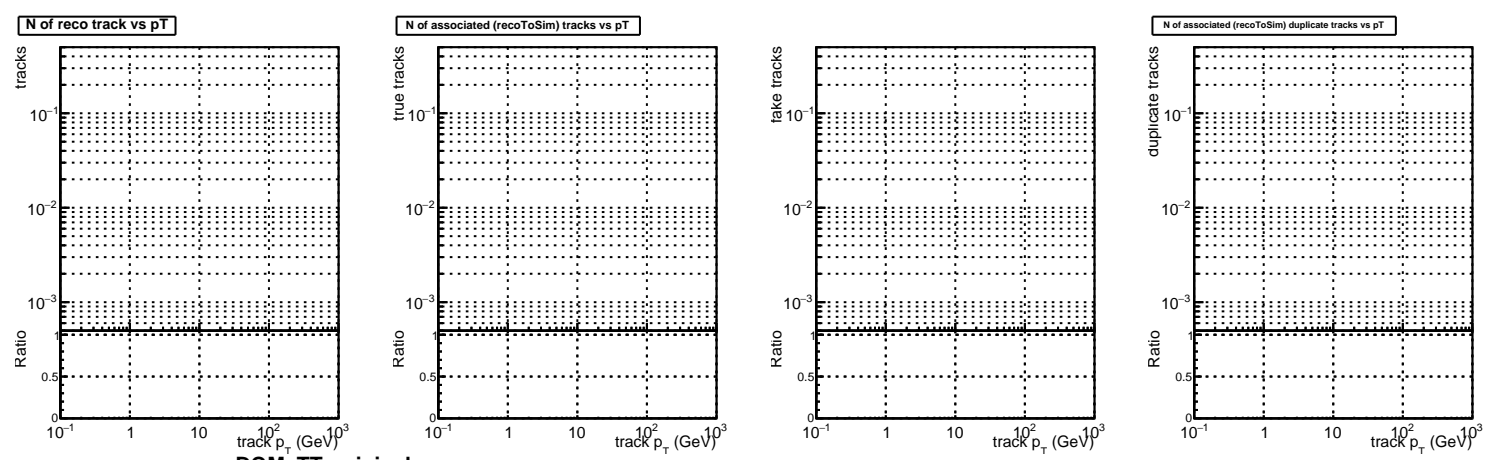 N of reco track vs pT
tracks
10⁻¹
10⁻²
10⁻³
Ratio
1
0.5
0
10⁻¹ 1 10 10² 10³
track p_T (GeV)
N of associated (recoToSim) tracks vs pT
true tracks
10⁻¹
10⁻²
10⁻³
Ratio
1
0.5
0
10⁻¹ 1 10 10² 10³
track p_T (GeV)
fake tracks
10⁻¹
10⁻²
10⁻³
Ratio
1
0.5
0
10⁻¹ 1 10 10² 10³
track p_T (GeV)
N of associated (recoToSim) duplicate tracks vs pT
duplicate tracks
10⁻¹
10⁻²
10⁻³
Ratio
1
0.5
0
10⁻¹ 1 10 10² 10³
track p_T (GeV)